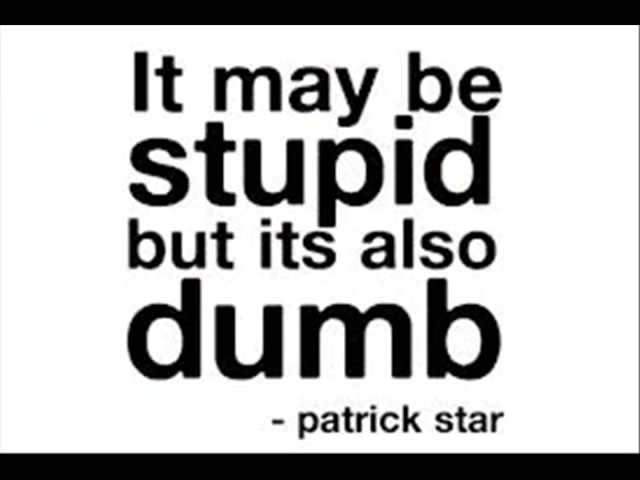 It may be
stupid
but its also
dumb
- patrick star